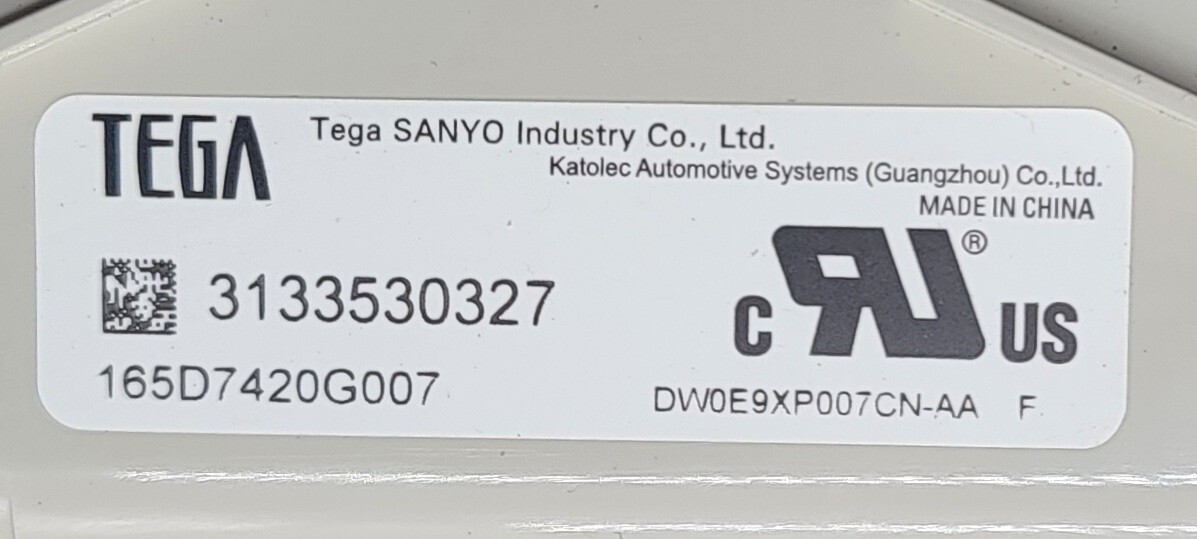 TEGA
Tega SANYO Industry Co., Ltd.
Katolec Automotive Systems (Guangzhou) Co.,Ltd.
MADE IN CHINA
3133530327
C RU ® US
165D7420G007
DW0E9XP007CN-AA F